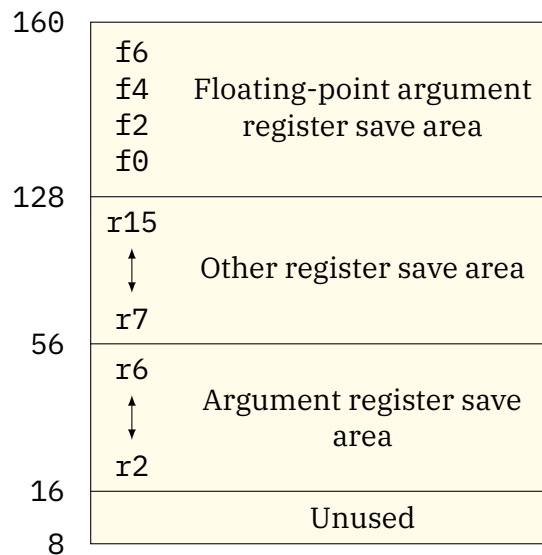 160
f6
f4
f2
f0
Floating-point argument
register save area
128
r15
r7
Other register save area
56
r6
r2
Argument register save
area
16
Unused
8